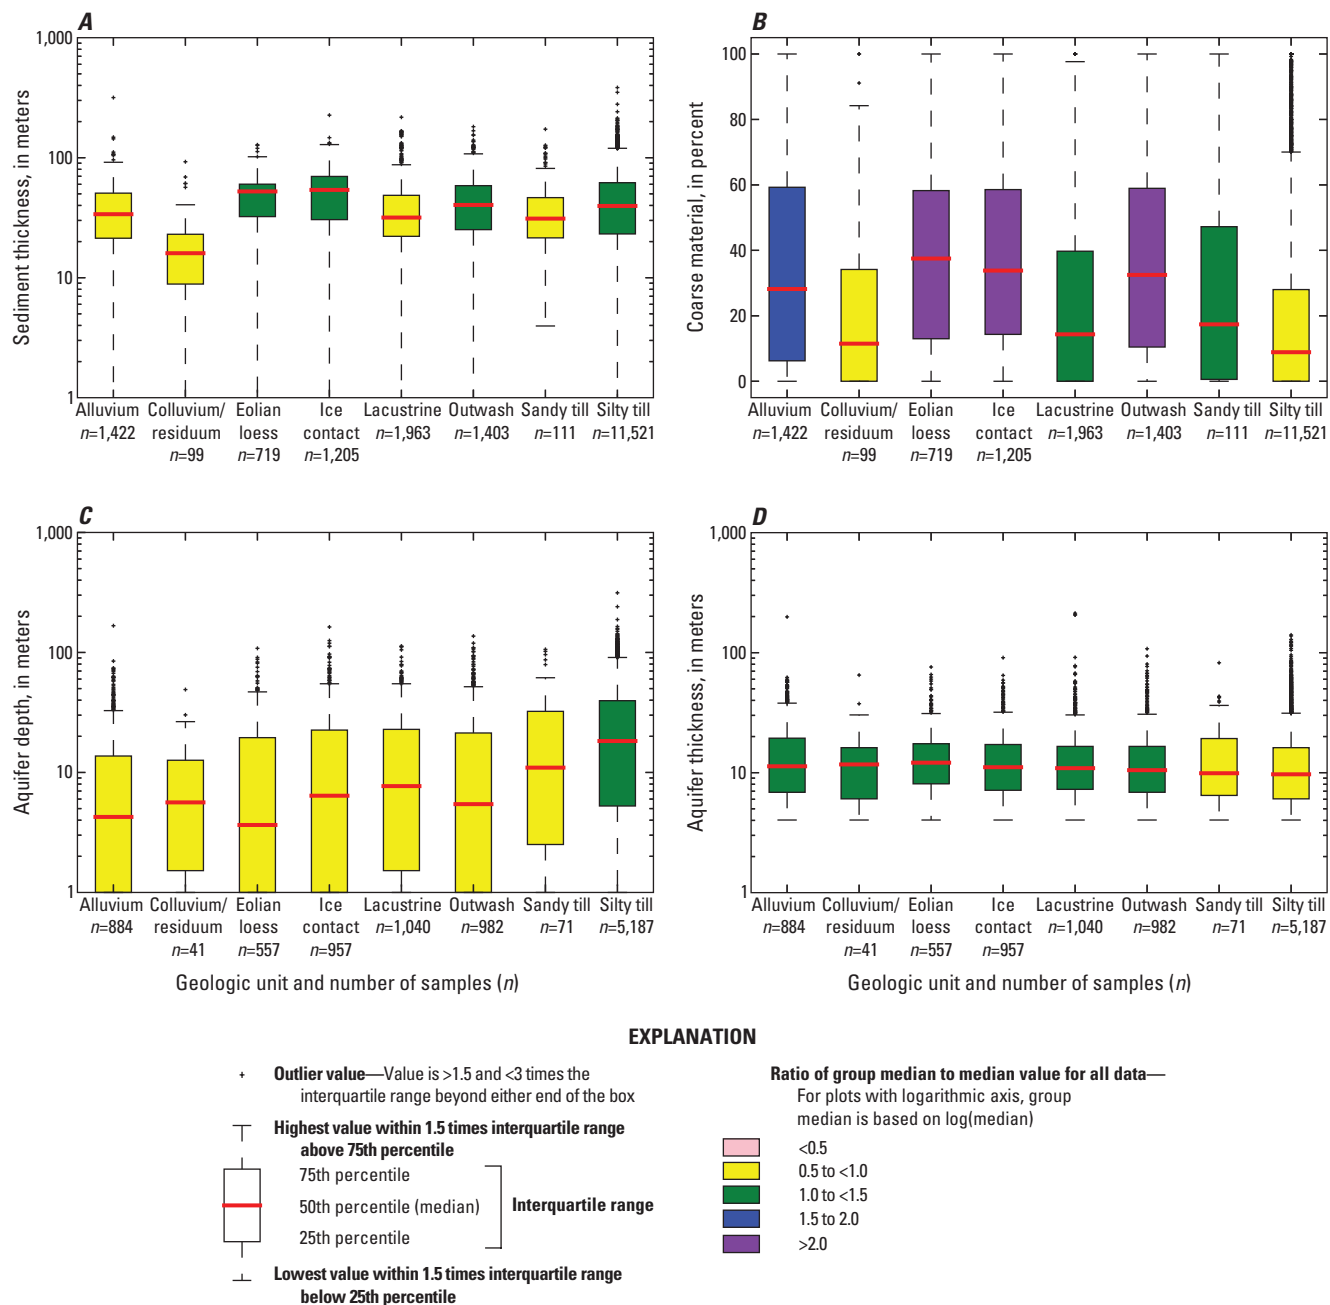 A
1,000
100
10
1
Sediment thickness, in meters
Alluvium
n=1,422
Colluvium/
residuum
n=99
Eolian
loess
n=719
Ice
contact
n=1,205
Lacustrine
n=1,963
Outwash
n=1,403
Sandy till
n=111
Silty till
n=11,521
B
100
80
60
40
20
0
Coarse material, in percent
Alluvium
n=1,422
Colluvium/
residuum
n=99
Eolian
loess
n=719
Ice
contact
n=1,205
Lacustrine
n=1,963
Outwash
n=1,403
Sandy till
n=111
Silty till
n=11,521
C
1,000
100
10
1
Aquifer depth, in meters
Alluvium
n=884
Colluvium/
residuum
n=41
Eolian
loess
n=557
Ice
contact
n=957
Lacustrine
n=1,040
Outwash
n=982
Sandy till
n=71
Silty till
n=5,187
Geologic unit and number of samples (n)
D
1,000
100
10
1
Aquifer thickness, in meters
Alluvium
n=884
Colluvium/
residuum
n=41
Eolian
loess
n=557
Ice
contact
n=957
Lacustrine
n=1,040
Outwash
n=982
Sandy till
n=71
Silty till
n=5,187
Geologic unit and number of samples (n)
EXPLANATION
Outlier value—Value is >1.5 and <3 times the
interquartile range beyond either end of the box
Highest value within 1.5 times interquartile range
above 75th percentile
75th percentile
50th percentile (median)
25th percentile
Interquartile range
Lowest value within 1.5 times interquartile range
below 25th percentile
Ratio of group median to median value for all data—
For plots with logarithmic axis, group
median is based on log(median)
<0.5
0.5 to <1.0
1.0 to <1.5
1.5 to 2.0
>2.0